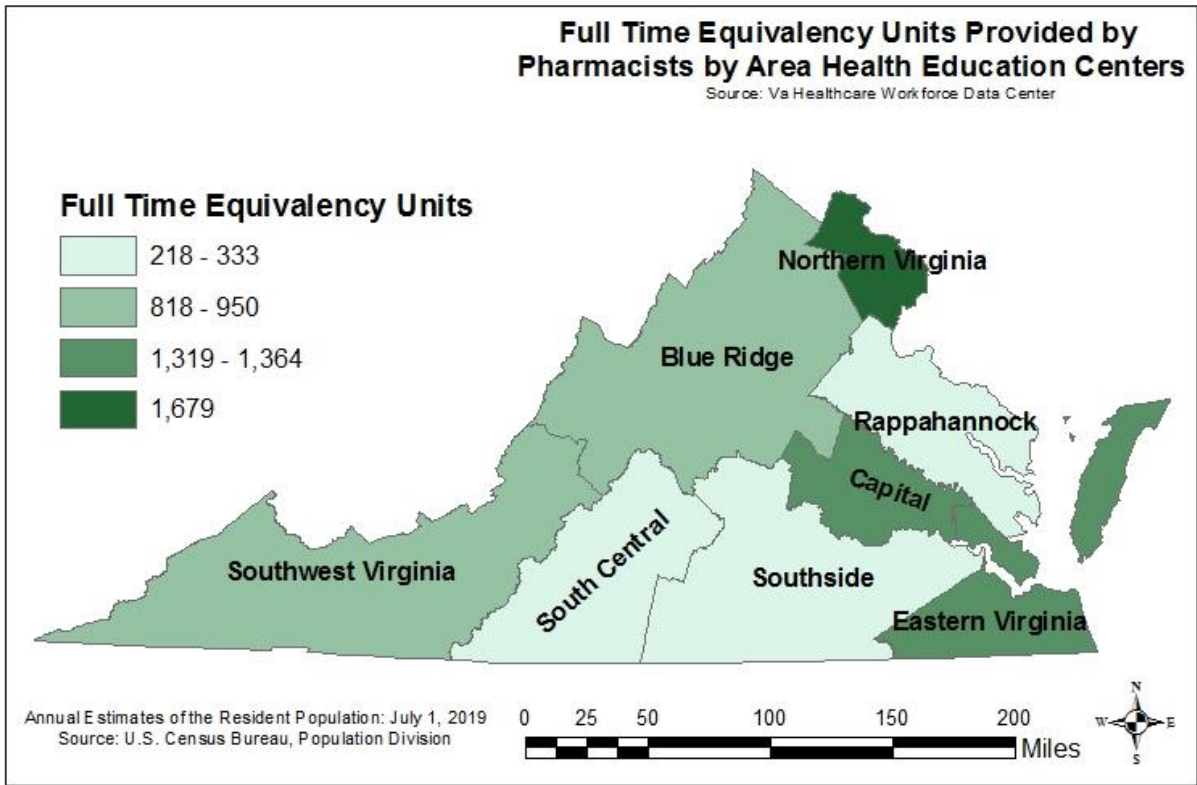 Full Time Equivalency Units Provided by
Pharmacists by Area Health Education Centers
Source: Va Healthcare Workforce Data Center
Full Time Equivalency Units
218 - 333
818 - 950
1,319 - 1,364
1,679
Northern Virginia
Blue Ridge
Rappahannock
Capital
South Central
Southwest Virginia
Southside
Eastern Virginia
Annual Estimates of the Resident Population: July 1, 2019
Source: U.S. Census Bureau, Population Division
0 25 50 100 150 200
Miles
N
W E
S